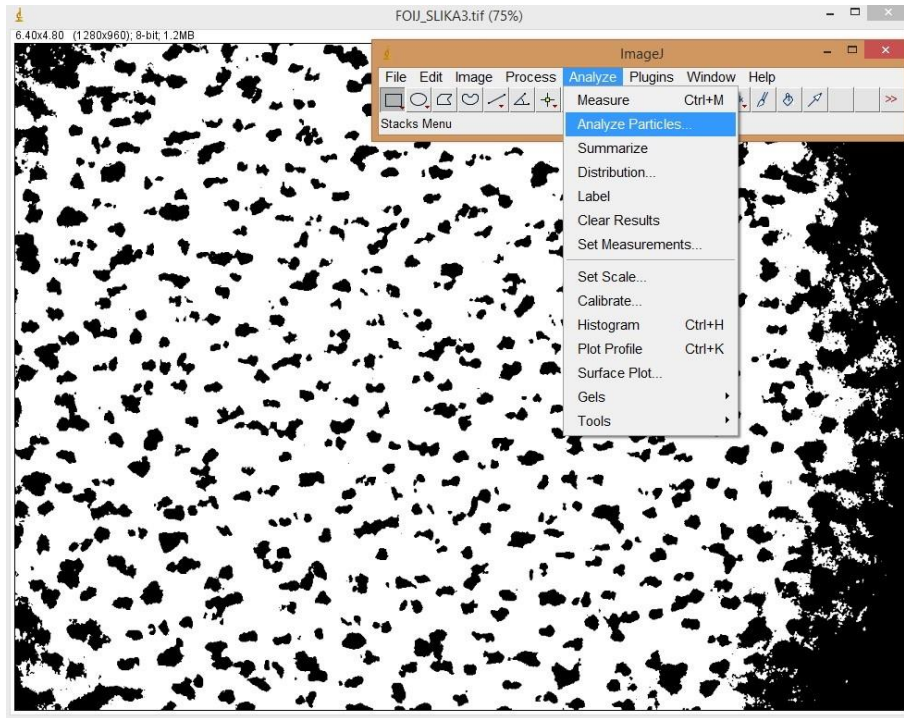 FOIJ_SLIKA3.tif (75%)
6.40x4.80 (1280x960); 8-bit; 1.2MB
ImageJ
File Edit Image Process Analyze Plugins Window Help
Stacks Menu
>>
Measure Ctrl+M
Analyze Particles...
Summarize
Distribution...
Label
Clear Results
Set Measurements...
Set Scale...
Calibrate...
Histogram Ctrl+H
Plot Profile Ctrl+K
Surface Plot...
Gels
Tools